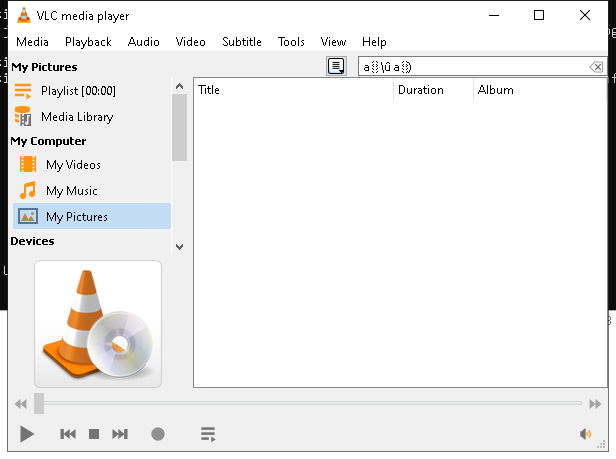 VLC media player
Media Playback Audio Video Subtitle Tools View Help
My Pictures
Playlist [00:00]
Media Library
My Computer
My Videos
My Music
My Pictures
Devices
Title Duration Album